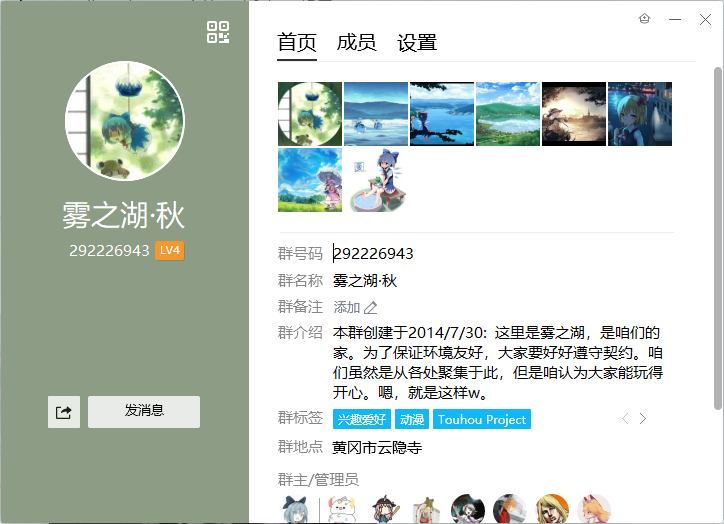 雾之湖·秋
292226943 LV4
发消息
首页 成员 设置
群号码 292226943
群名称 雾之湖·秋
群备注 添加
群介绍 本群创建于2014/7/30: 这里是雾之湖，是咱们的
家。为了保证环境友好，大家要好好遵守契约。咱
们虽然是从各处聚集于此，但是咱认为大家能玩得
开心。嗯，就是这样w。
群标签 兴趣爱好 动漫 Touhou Project
群地点 黄冈市云隐寺
群主/管理员